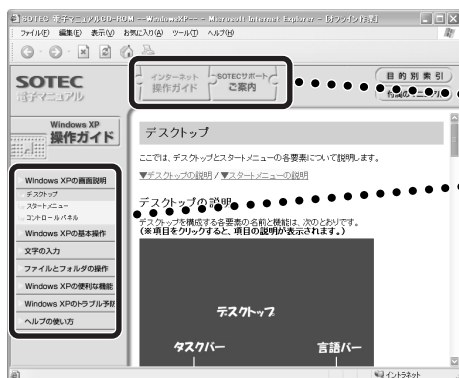 SOTEC 電子マニュアルCD-ROM --WindowsXP-- - Microsoft Internet Explorer - [オフライン作業]
ファイル(F) 編集(E) 表示(V) お気に入り(A) ツール(T) ヘルプ(H)
SOTEC
電子マニュアル
インターネット
操作ガイド
SOTECサポート
ご案内
目的別索引
Windows XP
操作ガイド
Windows XPの画面説明
デスクトップ
スタートメニュー
コントロールパネル
Windows XPの基本操作
文字の入力
ファイルとフォルダの操作
Windows XPの便利な機能
Windows XPのトラブル予防
ヘルプの使い方
デスクトップ
ここでは、デスクトップとスタートメニューの各要素について説明します。
▼デスクトップの説明 / ▼スタートメニューの説明
デスクトップの説明
デスクトップを構成する各要素の名前と機能は、次のとおりです。
(※項目をクリックすると、項目の説明が表示されます。)
デスクトップ
タスクバー
言語バー
イントラネット